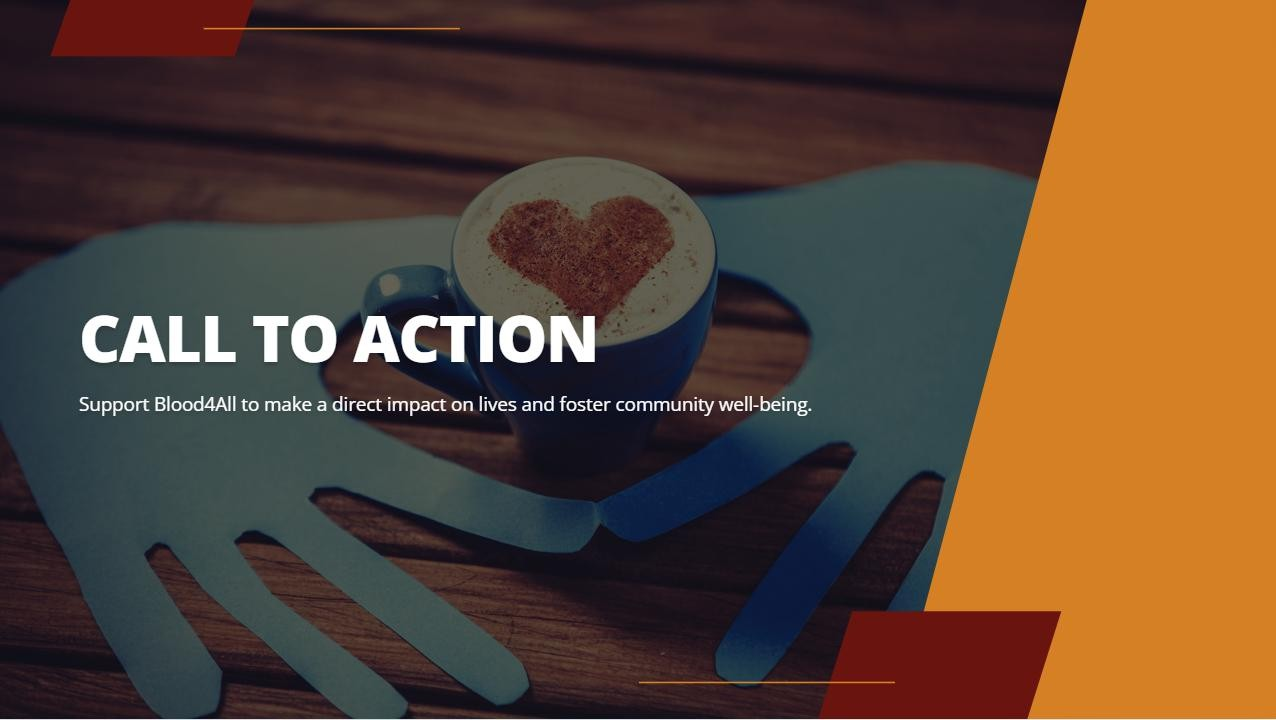 CALL TO ACTION
Support Blood4All to make a direct impact on lives and foster community well-being.